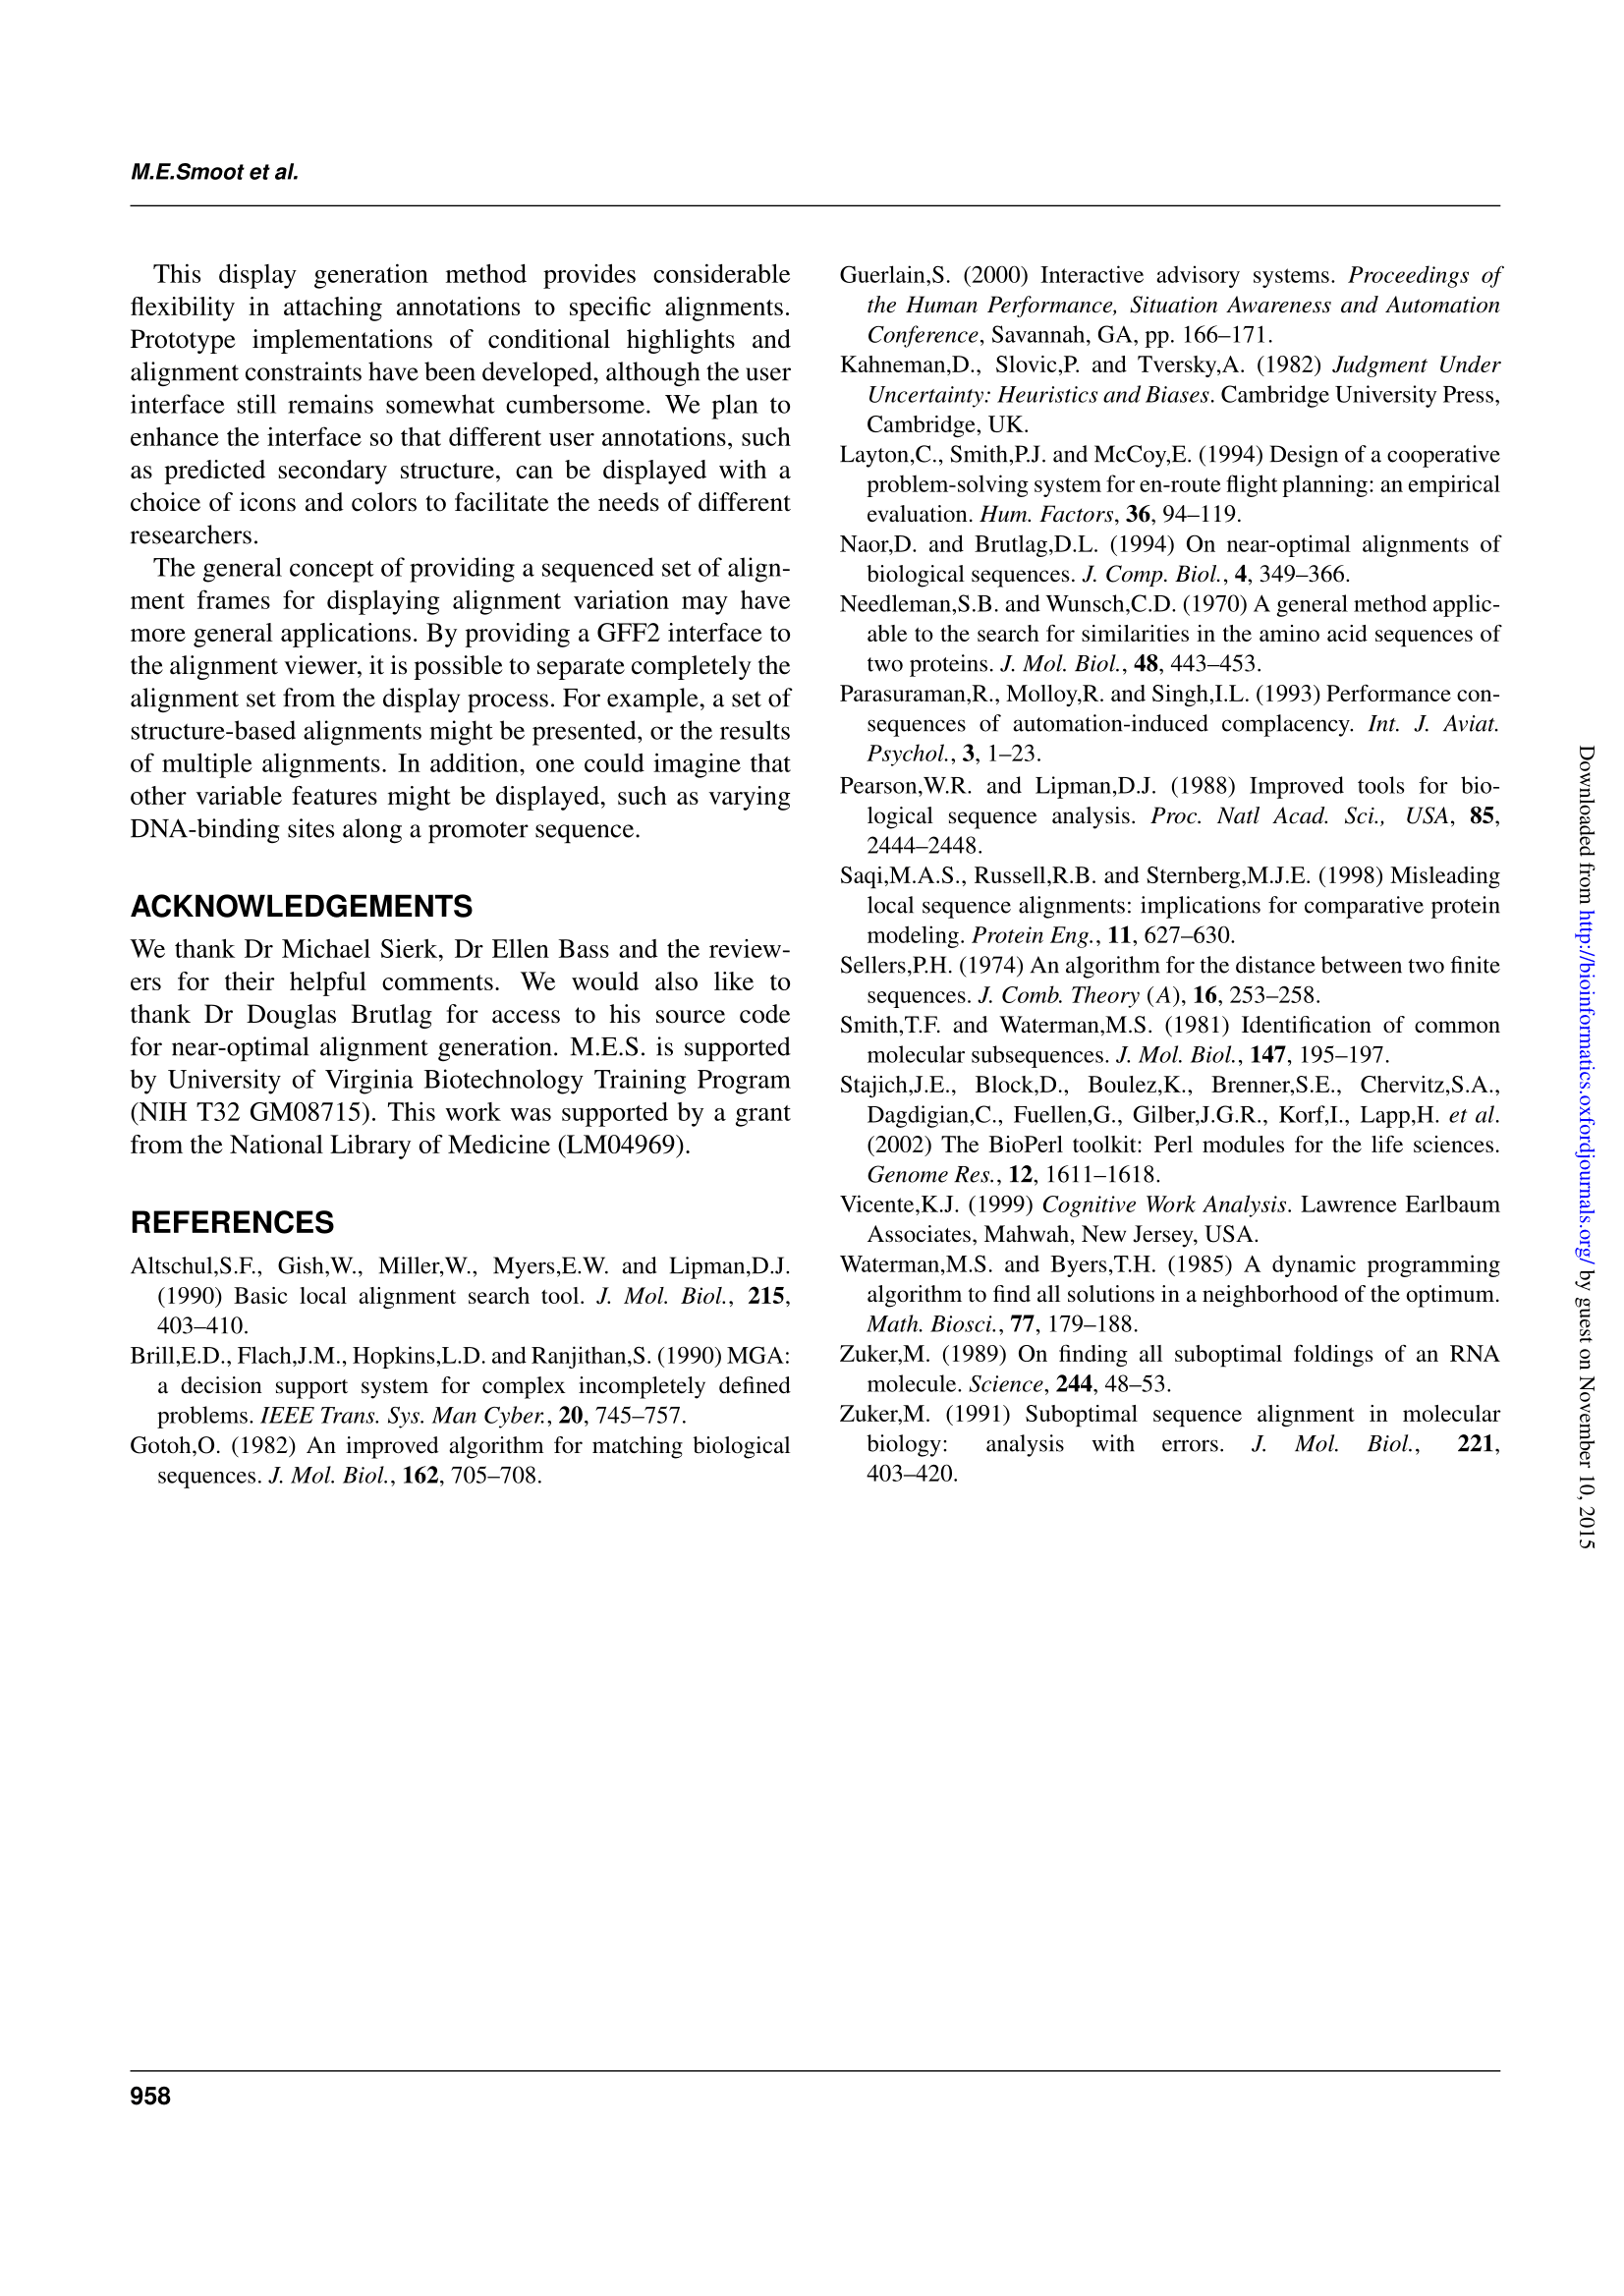 M.E.Smoot et al.
This display generation method provides considerable
flexibility in attaching annotations to specific alignments.
Prototype implementations of conditional highlights and
alignment constraints have been developed, although the user
interface still remains somewhat cumbersome. We plan to
enhance the interface so that different user annotations, such
as predicted secondary structure, can be displayed with a
choice of icons and colors to facilitate the needs of different
researchers.
The general concept of providing a sequenced set of align-
ment frames for displaying alignment variation may have
more general applications. By providing a GFF2 interface to
the alignment viewer, it is possible to separate completely the
alignment set from the display process. For example, a set of
structure-based alignments might be presented, or the results
of multiple alignments. In addition, one could imagine that
other variable features might be displayed, such as varying
DNA-binding sites along a promoter sequence.
ACKNOWLEDGEMENTS
We thank Dr Michael Sierk, Dr Ellen Bass and the review-
ers for their helpful comments. We would also like to
thank Dr Douglas Brutlag for access to his source code
for near-optimal alignment generation. M.E.S. is supported
by University of Virginia Biotechnology Training Program
(NIH T32 GM08715). This work was supported by a grant
from the National Library of Medicine (LM04969).
REFERENCES
Altschul,S.F., Gish,W., Miller,W., Myers,E.W. and Lipman,D.J.
(1990) Basic local alignment search tool. J. Mol. Biol., 215,
403–410.
Brill,E.D., Flach,J.M., Hopkins,L.D. and Ranjithan,S. (1990) MGA:
a decision support system for complex incompletely defined
problems. IEEE Trans. Sys. Man Cyber., 20, 745–757.
Gotoh,O. (1982) An improved algorithm for matching biological
sequences. J. Mol. Biol., 162, 705–708.
Guerlain,S. (2000) Interactive advisory systems. Proceedings of
the Human Performance, Situation Awareness and Automation
Conference, Savannah, GA, pp. 166–171.
Kahneman,D., Slovic,P. and Tversky,A. (1982) Judgment Under
Uncertainty: Heuristics and Biases. Cambridge University Press,
Cambridge, UK.
Layton,C., Smith,P.J. and McCoy,E. (1994) Design of a cooperative
problem-solving system for en-route flight planning: an empirical
evaluation. Hum. Factors, 36, 94–119.
Naor,D. and Brutlag,D.L. (1994) On near-optimal alignments of
biological sequences. J. Comp. Biol., 4, 349–366.
Needleman,S.B. and Wunsch,C.D. (1970) A general method applic-
able to the search for similarities in the amino acid sequences of
two proteins. J. Mol. Biol., 48, 443–453.
Parasuraman,R., Molloy,R. and Singh,I.L. (1993) Performance con-
sequences of automation-induced complacency. Int. J. Aviat.
Psychol., 3, 1–23.
Pearson,W.R. and Lipman,D.J. (1988) Improved tools for bio-
logical sequence analysis. Proc. Natl Acad. Sci., USA, 85,
2444–2448.
Saqi,M.A.S., Russell,R.B. and Sternberg,M.J.E. (1998) Misleading
local sequence alignments: implications for comparative protein
modeling. Protein Eng., 11, 627–630.
Sellers,P.H. (1974) An algorithm for the distance between two finite
sequences. J. Comb. Theory (A), 16, 253–258.
Smith,T.F. and Waterman,M.S. (1981) Identification of common
molecular subsequences. J. Mol. Biol., 147, 195–197.
Stajich,J.E., Block,D., Boulez,K., Brenner,S.E., Chervitz,S.A.,
Dagdigian,C., Fuellen,G., Gilber,J.G.R., Korf,I., Lapp,H. et al.
(2002) The BioPerl toolkit: Perl modules for the life sciences.
Genome Res., 12, 1611–1618.
Vicente,K.J. (1999) Cognitive Work Analysis. Lawrence Earlbaum
Associates, Mahwah, New Jersey, USA.
Waterman,M.S. and Byers,T.H. (1985) A dynamic programming
algorithm to find all solutions in a neighborhood of the optimum.
Math. Biosci., 77, 179–188.
Zuker,M. (1989) On finding all suboptimal foldings of an RNA
molecule. Science, 244, 48–53.
Zuker,M. (1991) Suboptimal sequence alignment in molecular
biology: analysis with errors. J. Mol. Biol., 221,
403–420.
Downloaded from http://bioinformatics.oxfordjournals.org/ by guest on November 10, 2015
958